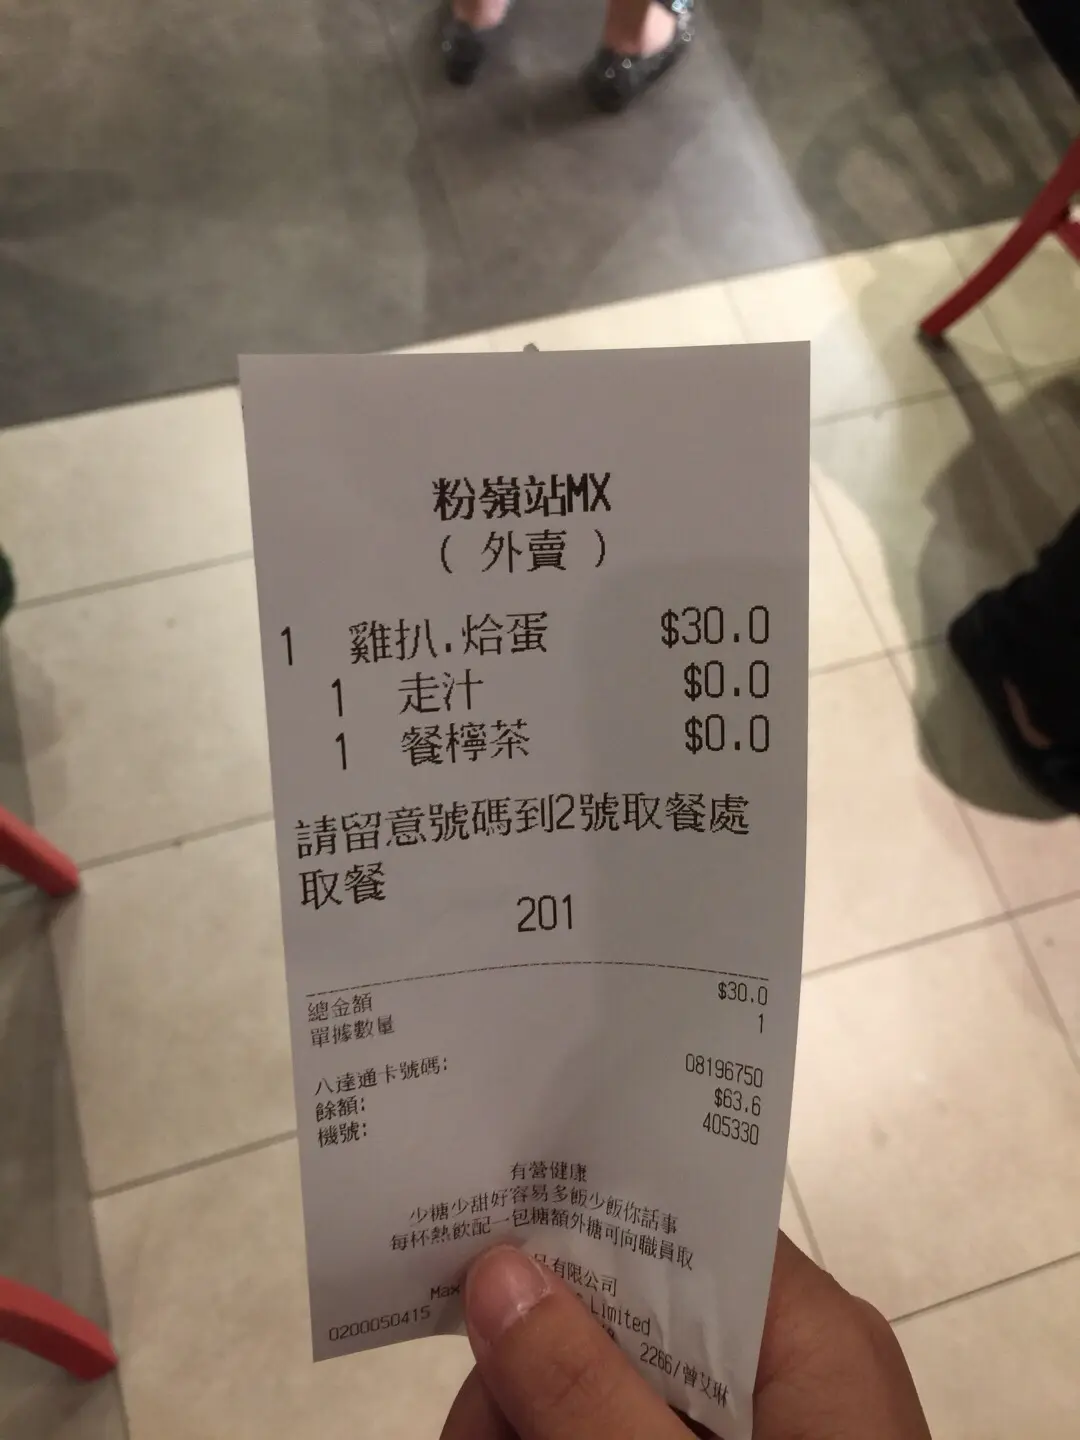 粉嶺站MX
( 外賣 )
1 雞扒.烚蛋 $30.0
1 走汁 $0.0
1 餐檸茶 $0.0
請留意號碼到2號取餐處
取餐
201
總金額 $30.0
單據數量 1
八達通卡號碼: 08196750
餘額: $63.6
機號: 405330
有營健康
少糖少甜好容易多飯少飯你話事
每杯熱飲配一包糖額外糖可向職員取
品有限公司
Max Limited
0200050415
2266/曾艾琳